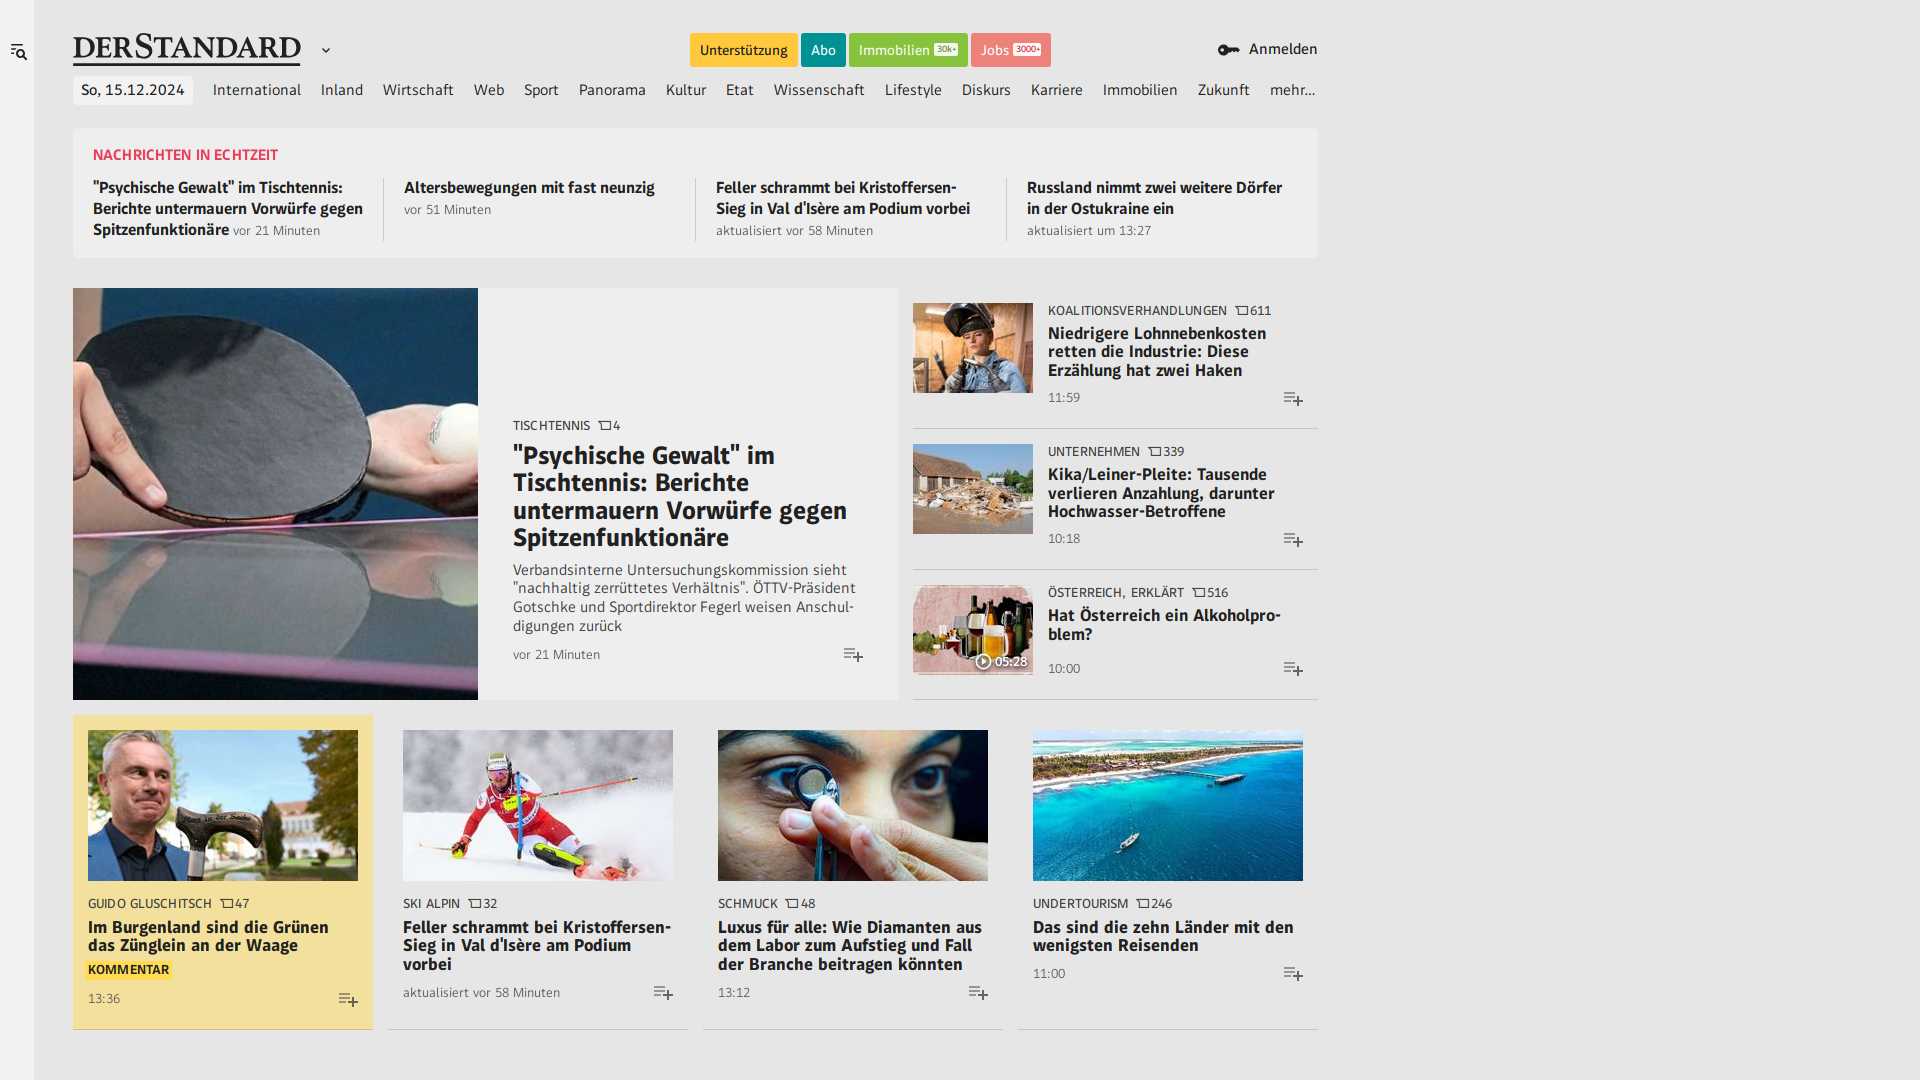 DERSTANDARD
Unterstützung
Abo
Immobilien 30k+
Jobs 3000+
Anmelden
So, 15.12.2024
International
Inland
Wirtschaft
Web
Sport
Panorama
Kultur
Etat
Wissenschaft
Lifestyle
Diskurs
Karriere
Immobilien
Zukunft
mehr...
NACHRICHTEN IN ECHTZEIT
"Psychische Gewalt" im Tischtennis:
Berichte untermauern Vorwürfe gegen
Spitzenfunktionäre vor 21 Minuten
Altersbewegungen mit fast neunzig
vor 51 Minuten
Feller schrammt bei Kristoffersen-
Sieg in Val d'Isère am Podium vorbei
aktualisiert vor 58 Minuten
Russland nimmt zwei weitere Dörfer
in der Ostukraine ein
aktualisiert um 13:27
TISCHTENNIS 4
"Psychische Gewalt" im
Tischtennis: Berichte
untermauern Vorwürfe gegen
Spitzenfunktionäre
Verbandsinterne Untersuchungskommission sieht
"nachhaltig zerrüttetes Verhältnis". ÖTTV-Präsident
Gotschke und Sportdirektor Fegerl weisen Anschul-
digungen zurück
vor 21 Minuten
KOALITIONSVERHANDLUNGEN 611
Niedrigere Lohnnebenkosten
retten die Industrie: Diese
Erzählung hat zwei Haken
11:59
UNTERNEHMEN 339
Kika/Leiner-Pleite: Tausende
verlieren Anzahlung, darunter
Hochwasser-Betroffene
10:18
05:28
ÖSTERREICH, ERKLÄRT 516
Hat Österreich ein Alkoholpro-
blem?
10:00
GUIDO GLUSCHITSCH 47
Im Burgenland sind die Grünen
das Zünglein an der Waage
KOMMENTAR
13:36
SKI ALPIN 32
Feller schrammt bei Kristoffersen-
Sieg in Val d'Isère am Podium
vorbei
aktualisiert vor 58 Minuten
SCHMUCK 48
Luxus für alle: Wie Diamanten aus
dem Labor zum Aufstieg und Fall
der Branche beitragen könnten
13:12
UNDERTOURISM 246
Das sind die zehn Länder mit den
wenigsten Reisenden
11:00